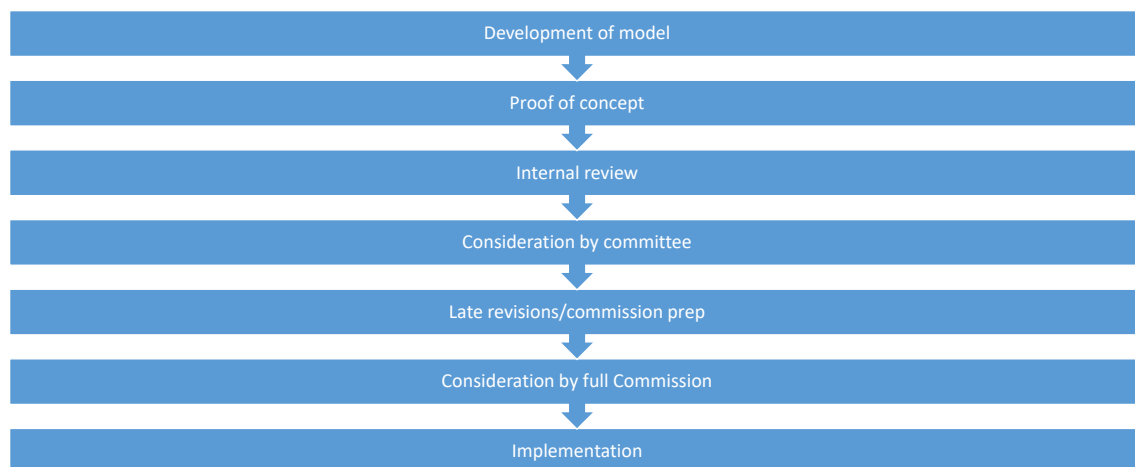 Development of model
Proof of concept
Internal review
Consideration by committee
Late revisions/commission prep
Consideration by full Commission
Implementation